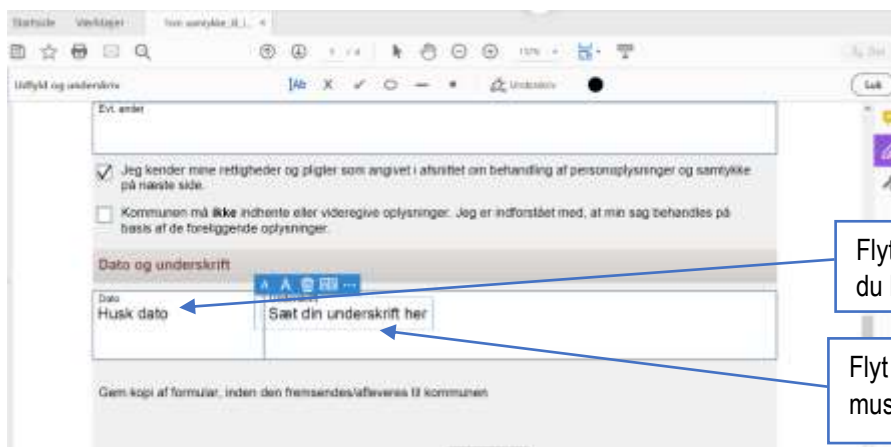 Startside Værktøjer
1 / 4
Udfyld og underskriv
Ab
Underskriv
Luk
Evt. andet
Jeg kender mine rettigheder og pligter som angivet i afsnittet om behandling af personoplysninger og samtykke
på næste side.
Kommunen må ikke indhente eller videregive oplysninger. Jeg er indforstået med, at min sag behandles på
basis af de foreliggende oplysninger.
Dato og underskrift
A A
Dato
Husk dato
Sæt din underskrift her
Flyt
du
Flyt
mus
Gem kopi af formular, inden den fremsendes/afleveres til kommunen